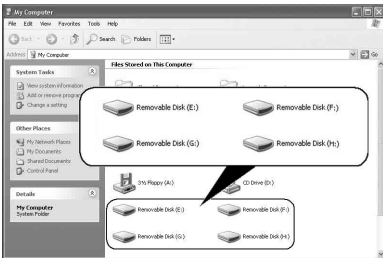 My Computer
File Edit View Favorites Tools Help
Back Search Folders
Address My Computer Go
System Tasks
View system information
Add or remove program
Change a setting
Other Places
My Network Places
My Documents
Shared Documents
Control Panel
Details
My Computer
System Folder
Files Stored on This Computer
Removable Disk (E:) Removable Disk (F:)
Removable Disk (G:) Removable Disk (H:)
3½ Floppy (A:) CD Drive (D:)
Removable Disk (E:) Removable Disk (F:)
Removable Disk (G:) Removable Disk (H:)